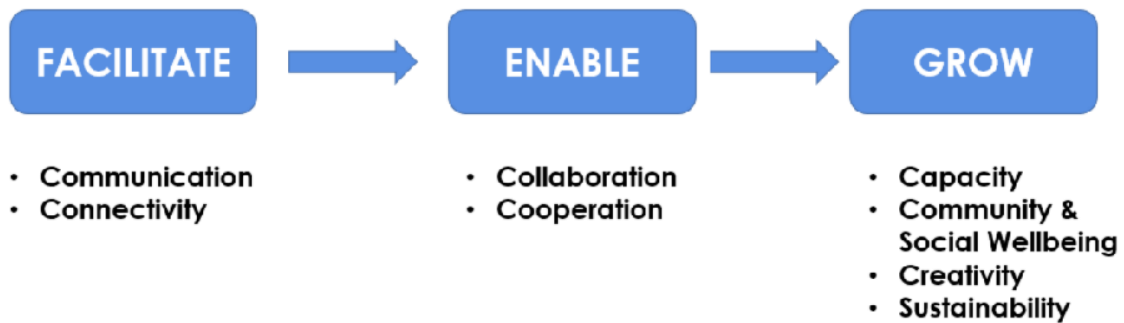 FACILITATE
ENABLE
GROW
• Communication
• Connectivity
• Collaboration
• Cooperation
• Capacity
• Community &
Social Wellbeing
• Creativity
• Sustainability